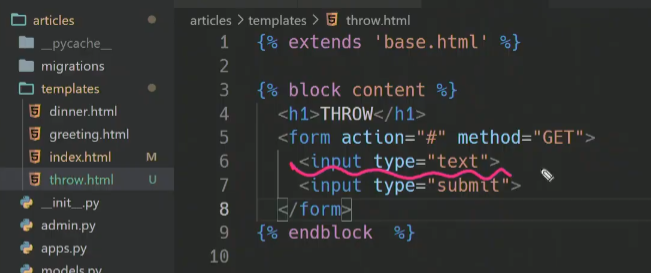 articles
__pycache__
migrations
templates
dinner.html
greeting.html
index.html M
throw.html U
__init__.py
admin.py
apps.py
models.py
articles > templates > throw.html
1 {% extends 'base.html' %}
2
3 {% block content %}
4 <h1>THROW</h1>
5 <form action="#" method="GET">
6 <input type="text">
7 <input type="submit">
8 </form>
9 {% endblock  %}
10